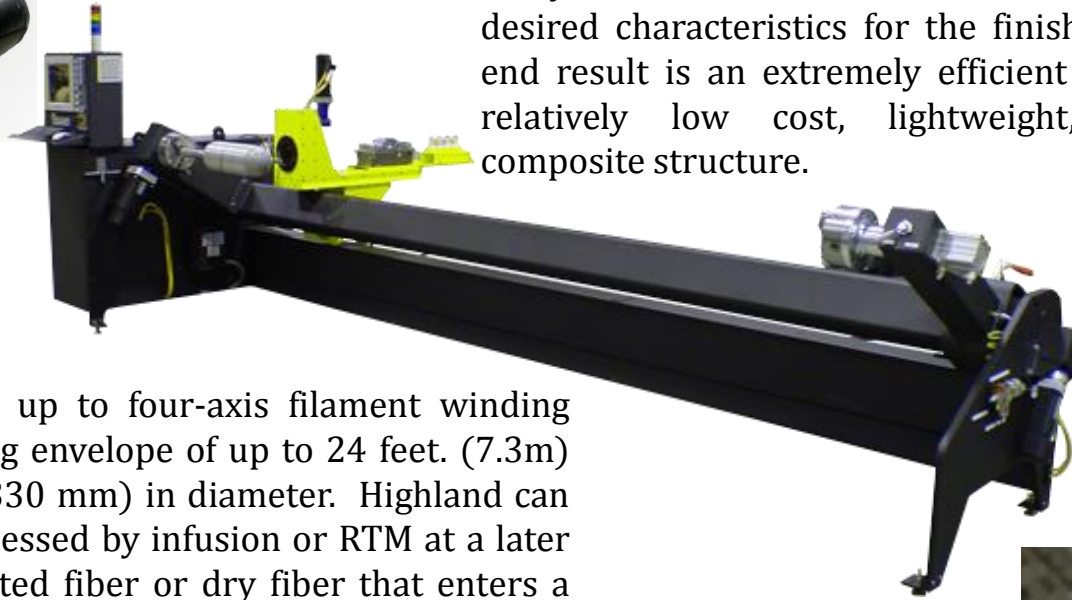 desired characteristics for the finish
end result is an extremely efficient
relatively low cost, lightweight,
composite structure.
up to four-axis filament winding
g envelope of up to 24 feet. (7.3m)
330 mm) in diameter. Highland can
essed by infusion or RTM at a later
ted fiber or dry fiber that enters a